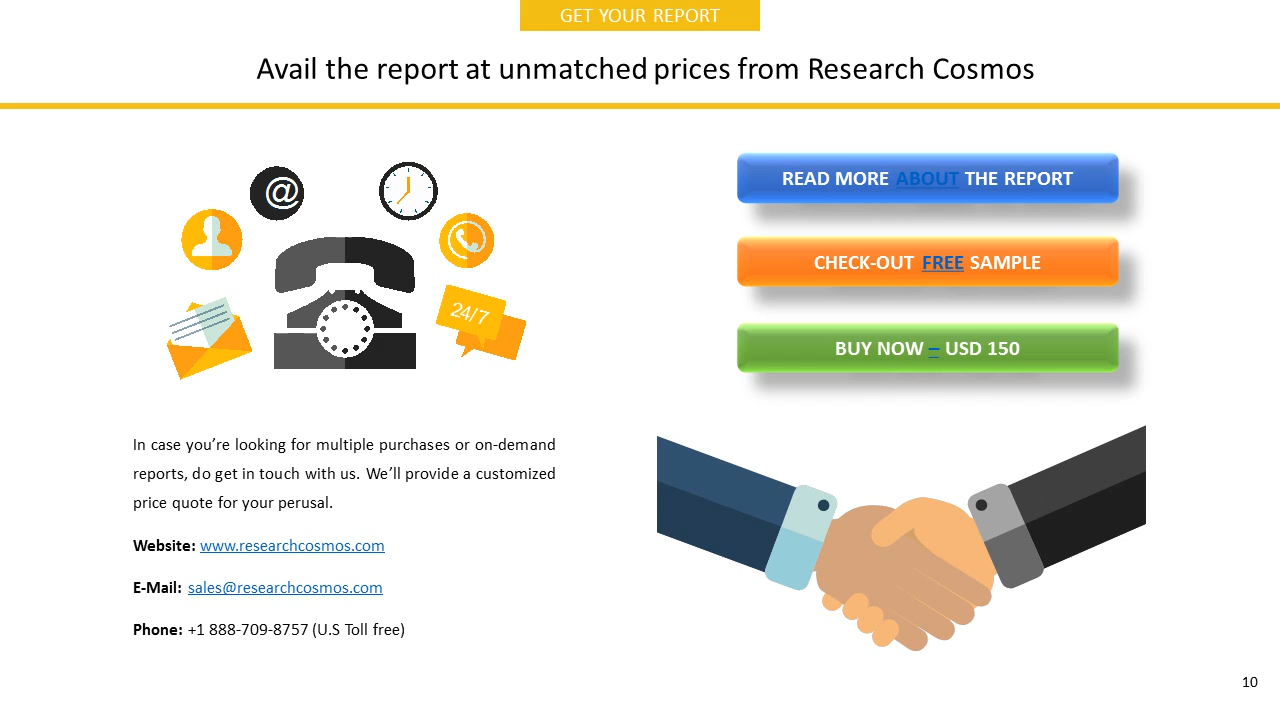 GET YOUR REPORT
Avail the report at unmatched prices from Research Cosmos
@
24/7
READ MORE ABOUT THE REPORT
CHECK-OUT FREE SAMPLE
BUY NOW – USD 150
In case you’re looking for multiple purchases or on-demand
reports, do get in touch with us. We’ll provide a customized
price quote for your perusal.
Website: www.researchcosmos.com
E-Mail: sales@researchcosmos.com
Phone: +1 888-709-8757 (U.S Toll free)
10